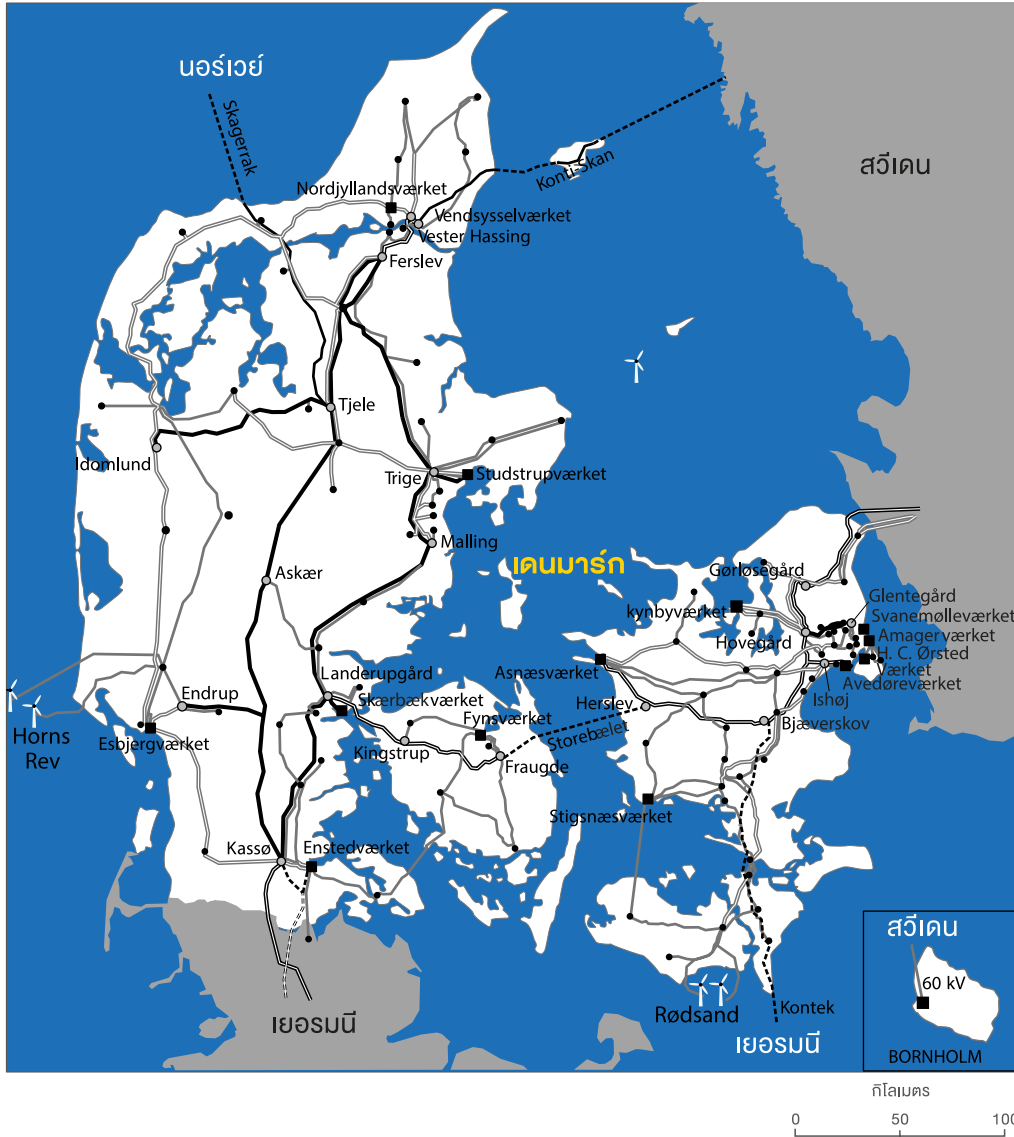 นอร์เวย์
Skagerrak
สวีเดน
Konti-Skan
Nordjyllandsværket
Vendsysselværket
Vester Hassing
Ferslev
Tjele
Idomlund
Trige
Studstrupværket
Malling
เดนมาร์ก
Gørløsegård
Askær
Glentegård
kynbyværket
Svanemølleværket
Hovegård
Amagerværket
H. C. Ørsted
Værket
Asnæsværket
Landerupgård
Avedøreværket
Endrup
Skærbækværket
Herslev
Ishøj
Fynsværket
Bjæverskov
Horns
Rev
Esbjergværket
Kingstrup
Storebælet
Fraugde
Stigsnæsværket
Kassø
Enstedværket
สวีเดน
60 kV
Rødsand
Kontek
เยอรมนี
เยอรมนี
BORNHOLM
กิโลเมตร
0 50 100